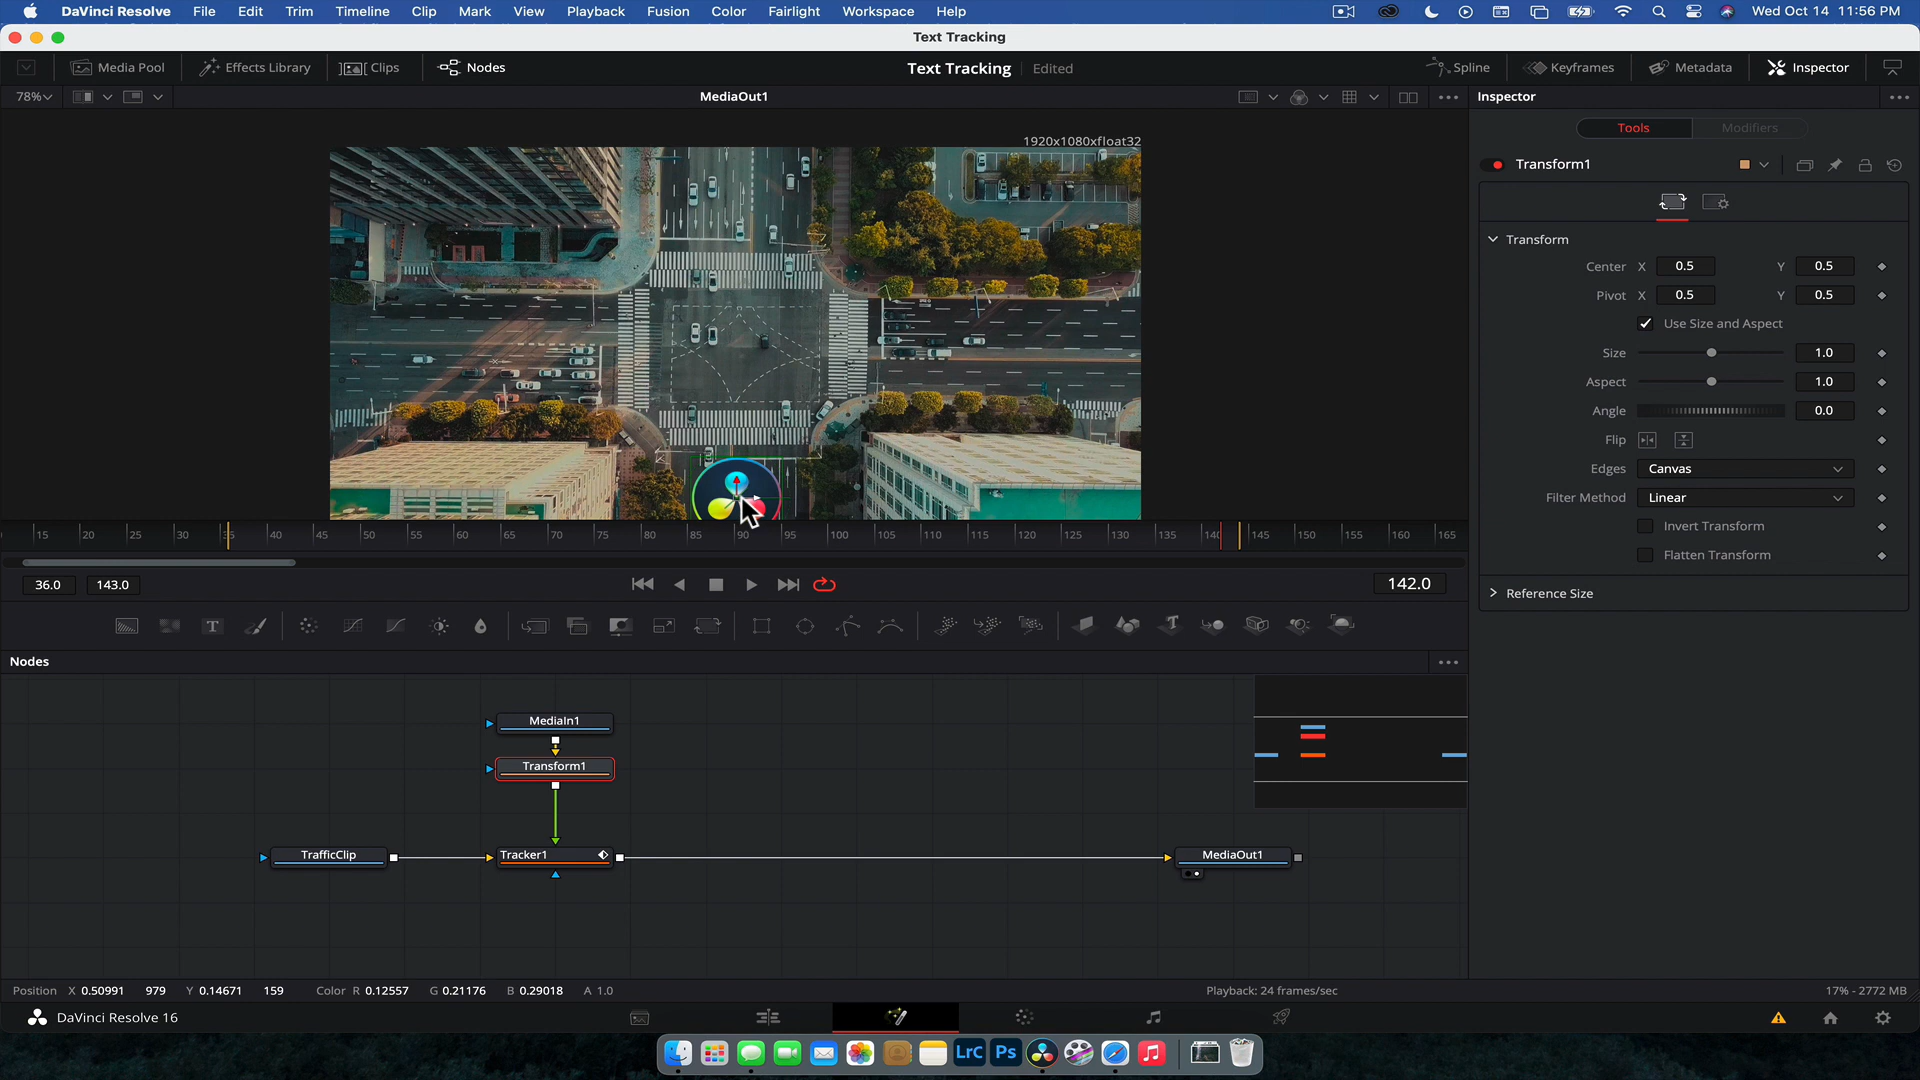 DaVinci Resolve File Edit Trim Timeline Clip Mark View Playback Fusion Color Fairlight Workspace Help Wed Oct 14 11:56 PM
Text Tracking
Media Pool Effects Library Clips Nodes Text Tracking Edited Spline Keyframes Metadata Inspector
78% MediaOut1 Inspector
1920x1080xfloat32
Tools Modifiers
Transform1
Transform
Center X 0.5 Y 0.5
Pivot X 0.5 Y 0.5
Use Size and Aspect
Size 1.0
Aspect 1.0
Angle 0.0
Flip
Edges Canvas
Filter Method Linear
Invert Transform
Flatten Transform
Reference Size
15 20 25 30 35 40 45 50 55 60 65 70 75 80 85 90 95 100 105 110 115 120 125 130 135 140 145 150 155 160 165
36.0 143.0 142.0
T
Nodes
MediaIn1
Transform1
TrafficClip Tracker1 MediaOut1
Position X 0.50991 979 Y 0.14671 159 Color R 0.12557 G 0.21176 B 0.29018 A 1.0 Playback: 24 frames/sec 17% - 2772 MB
DaVinci Resolve 16
LrC Ps